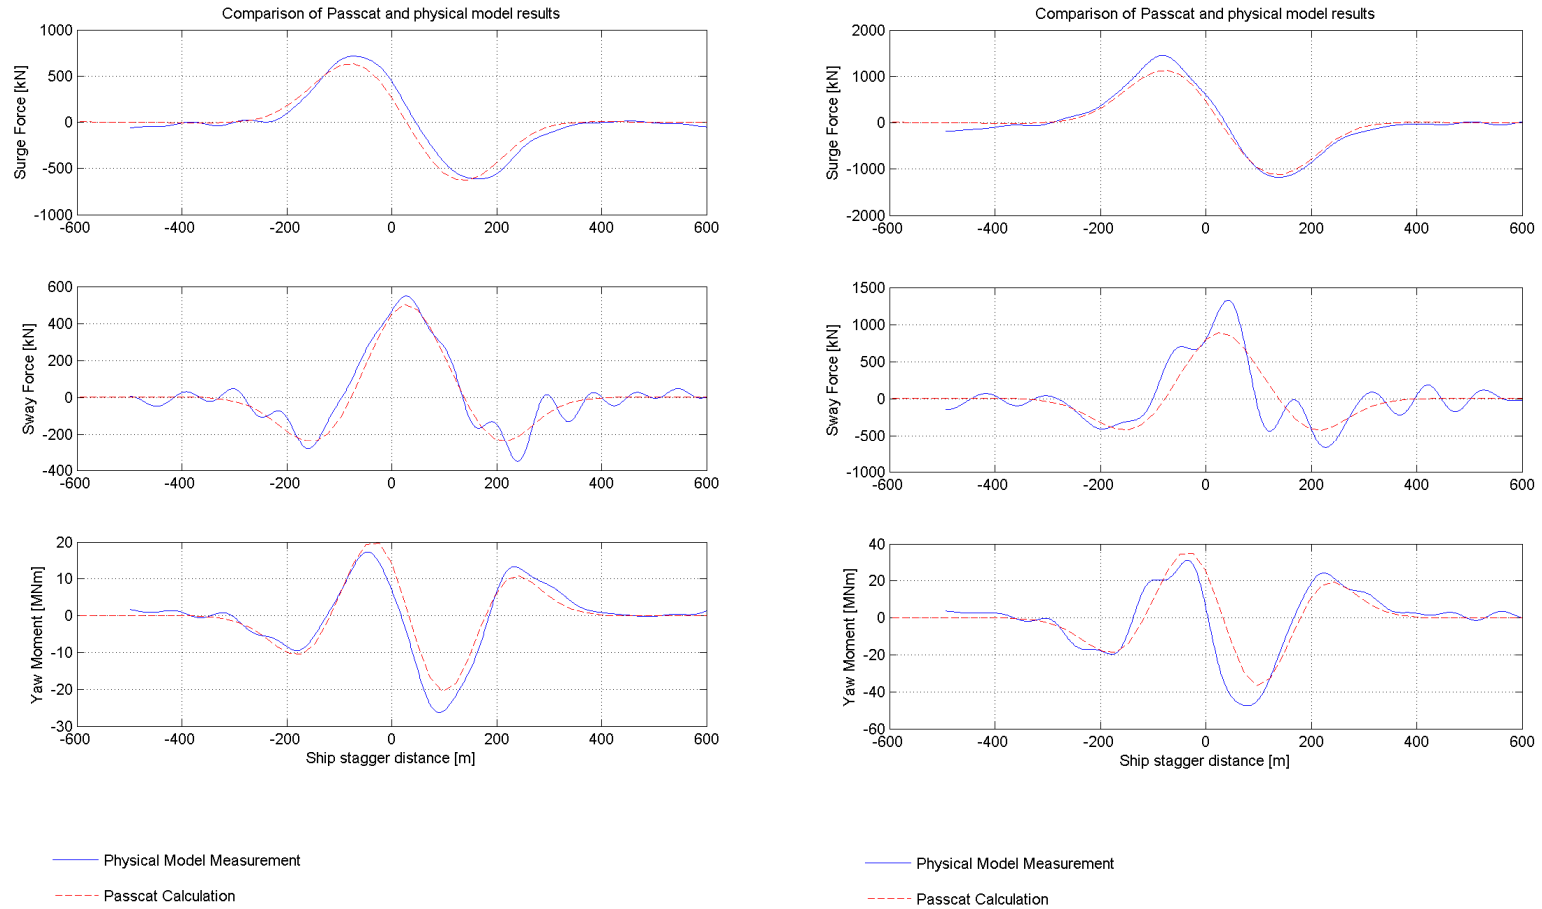 Comparison of Passcat and physical model results
1000
500
0
-500
-1000
Surge Force [kN]
-600 -400 -200 0 200 400 600
600
400
200
0
-200
-400
Sway Force [kN]
-600 -400 -200 0 200 400 600
20
10
0
-10
-20
-30
Yaw Moment [MNm]
-600 -400 -200 0 200 400 600
Ship stagger distance [m]
Physical Model Measurement
Passcat Calculation
Comparison of Passcat and physical model results
2000
1000
0
-1000
-2000
Surge Force [kN]
-600 -400 -200 0 200 400 600
1500
1000
500
0
-500
-1000
Sway Force [kN]
-600 -400 -200 0 200 400 600
40
20
0
-20
-40
-60
Yaw Moment [MNm]
-600 -400 -200 0 200 400 600
Ship stagger distance [m]
Physical Model Measurement
Passcat Calculation